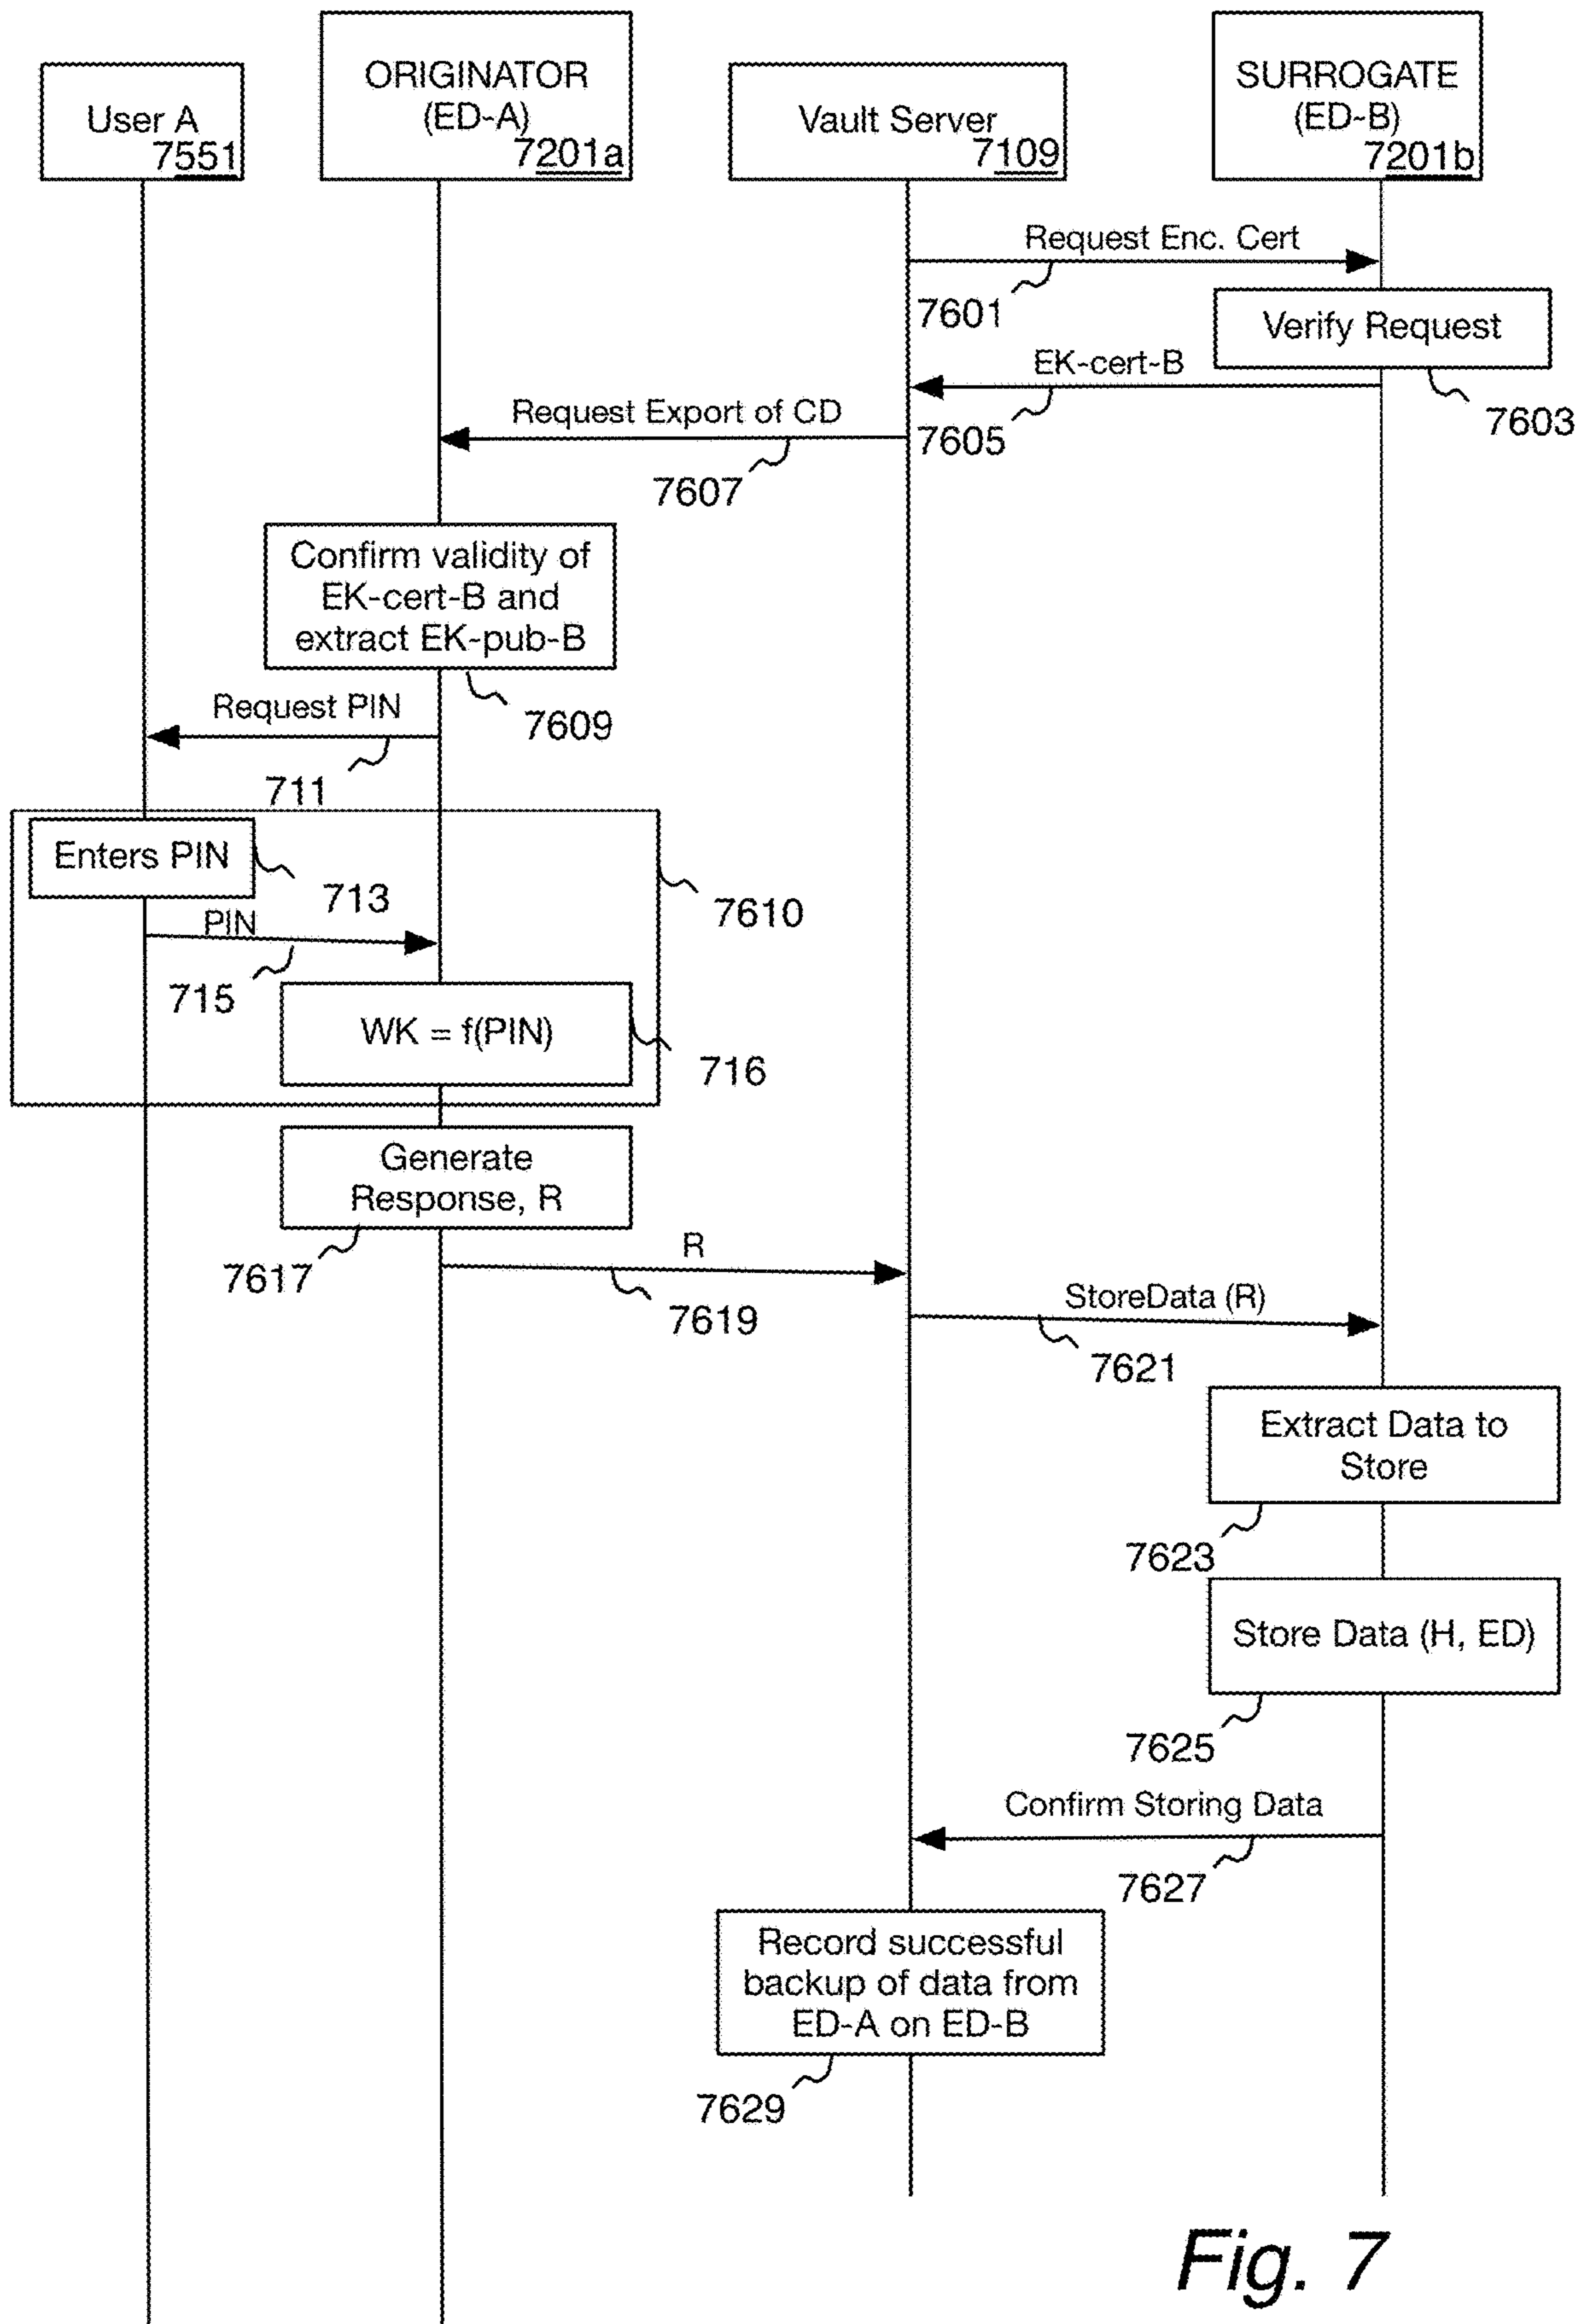 User A
7551
ORIGINATOR
(ED-A)
7201a
Vault Server
7109
SURROGATE
(ED-B)
7201b
Request Enc. Cert
7601
Verify Request
7603
EK-cert-B
7605
Request Export of CD
7607
Confirm validity of
EK-cert-B and
extract EK-pub-B
7609
Request PIN
711
Enters PIN
713
7610
PIN
715
WK = f(PIN)
716
Generate
Response, R
7617
R
7619
StoreData (R)
7621
Extract Data to
Store
7623
Store Data (H, ED)
7625
Confirm Storing Data
7627
Record successful
backup of data from
ED-A on ED-B
7629
Fig. 7